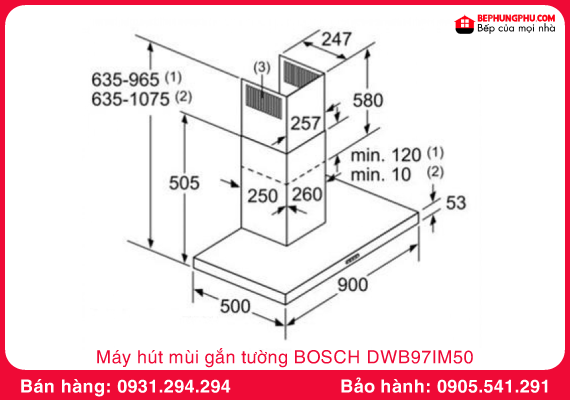 BEPHUNGPHU.COM
Bếp của mọi nhà
247
635-965 (1)
(3)
635-1075 (2)
580
257
min. 120 (1)
min. 10 (2)
505
250
260
53
900
500
Máy hút mùi gắn tường BOSCH DWB97IM50
Bán hàng: 0931.294.294
Bảo hành: 0905.541.291